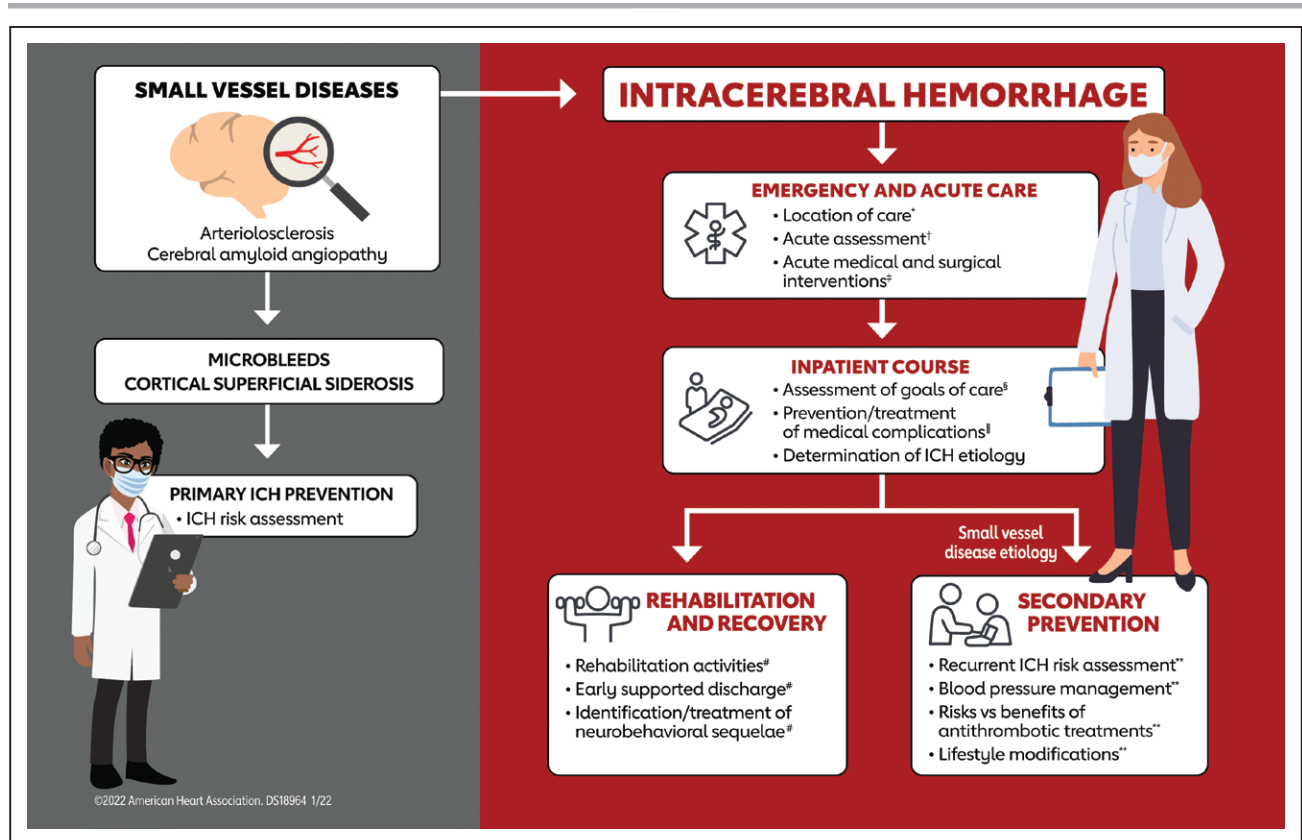 SMALL VESSEL DISEASES
Arteriolosclerosis
Cerebral amyloid angiopathy
MICROBLEEDS
CORTICAL SUPERFICIAL SIDEROSIS
PRIMARY ICH PREVENTION
• ICH risk assessment
©2022 American Heart Association. DS18964 1/22
INTRACEREBRAL HEMORRHAGE
EMERGENCY AND ACUTE CARE
• Location of care*
• Acute assessment†
• Acute medical and surgical
interventions‡
INPATIENT COURSE
• Assessment of goals of care§
• Prevention/treatment
of medical complications‖
• Determination of ICH etiology
Small vessel
disease etiology
REHABILITATION
AND RECOVERY
• Rehabilitation activities#
• Early supported discharge#
• Identification/treatment of
neurobehavioral sequelae#
SECONDARY
PREVENTION
• Recurrent ICH risk assessment**
• Blood pressure management**
• Risks vs benefits of
antithrombotic treatments**
• Lifestyle modifications**